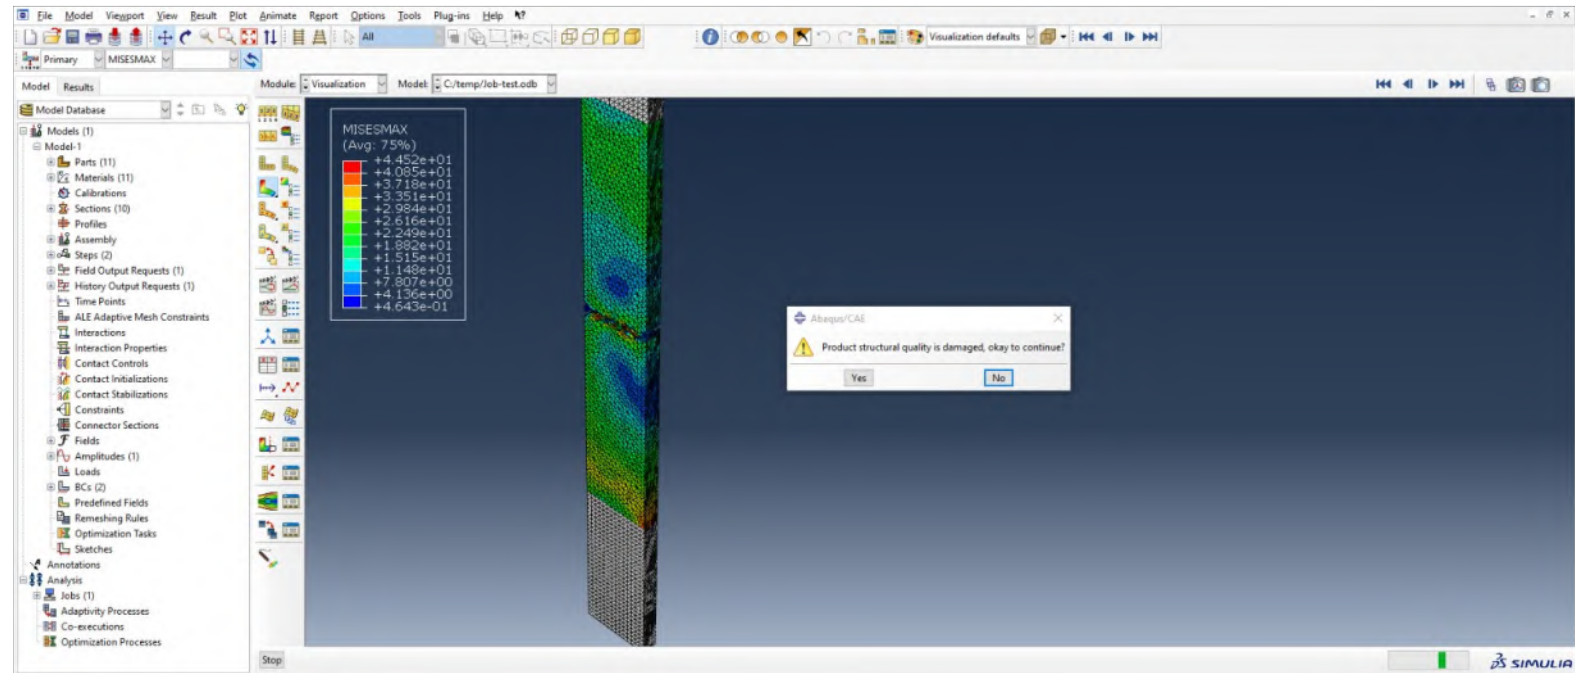 File Model Viewport View Result Plot Animate Report Options Tools Plug-ins Help
All
Visualization defaults
Primary MISESMAX
Model Results
Module: Visualization Model: C:/temp/Job-test.odb
Model Database
Models (1)
Model-1
Parts (11)
Materials (11)
Calibrations
Sections (10)
Profiles
Assembly
Steps (2)
Field Output Requests (1)
History Output Requests (1)
Time Points
ALE Adaptive Mesh Constraints
Interactions
Interaction Properties
Contact Controls
Contact Initializations
Contact Stabilizations
Constraints
Connector Sections
Fields
Amplitudes (1)
Loads
BCs (2)
Predefined Fields
Remeshing Rules
Optimization Tasks
Sketches
Annotations
Analysis
Jobs (1)
Adaptivity Processes
Co-executions
Optimization Processes
MISESMAX
(Avg: 75%)
+4.452e+01
+4.085e+01
+3.718e+01
+3.351e+01
+2.984e+01
+2.616e+01
+2.249e+01
+1.882e+01
+1.515e+01
+1.148e+01
+7.807e+00
+4.136e+00
+4.643e-01
Abaqus/CAE
Product structural quality is damaged, okay to continue?
Yes No
Stop
SIMULIA